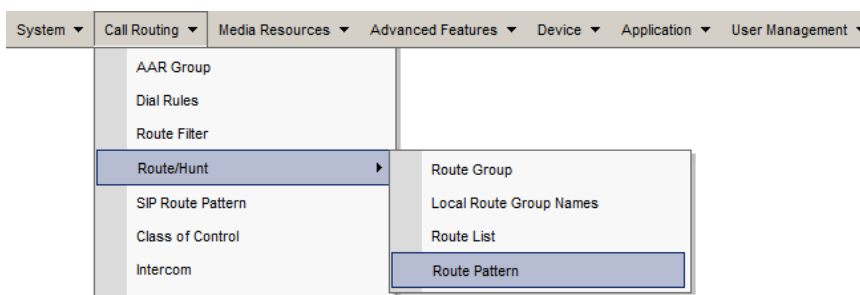 System ▼ Call Routing ▼ Media Resources ▼ Advanced Features ▼ Device ▼ Application ▼ User Management
AAR Group
Dial Rules
Route Filter
Route/Hunt
Route Group
SIP Route Pattern
Local Route Group Names
Class of Control
Route List
Intercom
Route Pattern